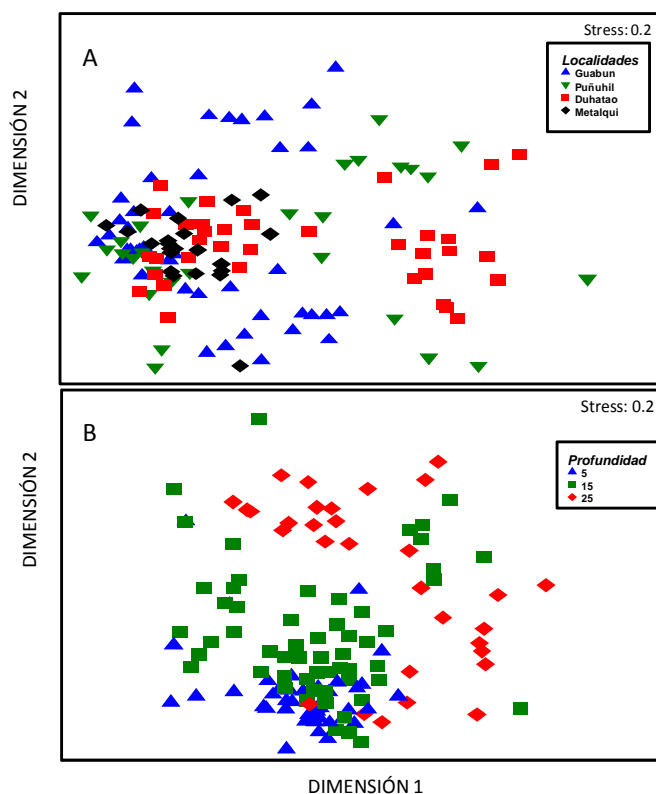 Stress: 0.2
A
Localidades
Guabun
Puñuhil
Duhatao
Metalqui
DIMENSIÓN 2
Stress: 0.2
B
Profundidad
5
15
25
DIMENSIÓN 2
DIMENSIÓN 1